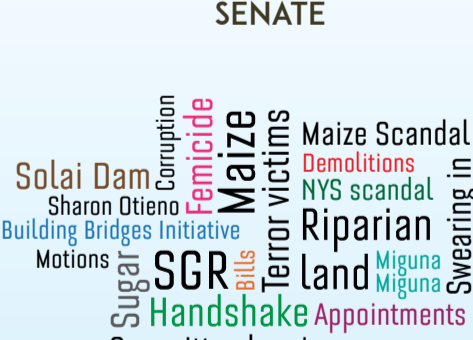 SENATE
Corruption
Femicide
Maize
Terror victims
Maize Scandal
Demolitions
NYS scandal
Solai Dam
Sharon Otieno
Building Bridges Initiative
Riparian
land
Swearing in
Motions
Sugar
SGR
Bills
Miguna
Miguna
Handshake
Appointments